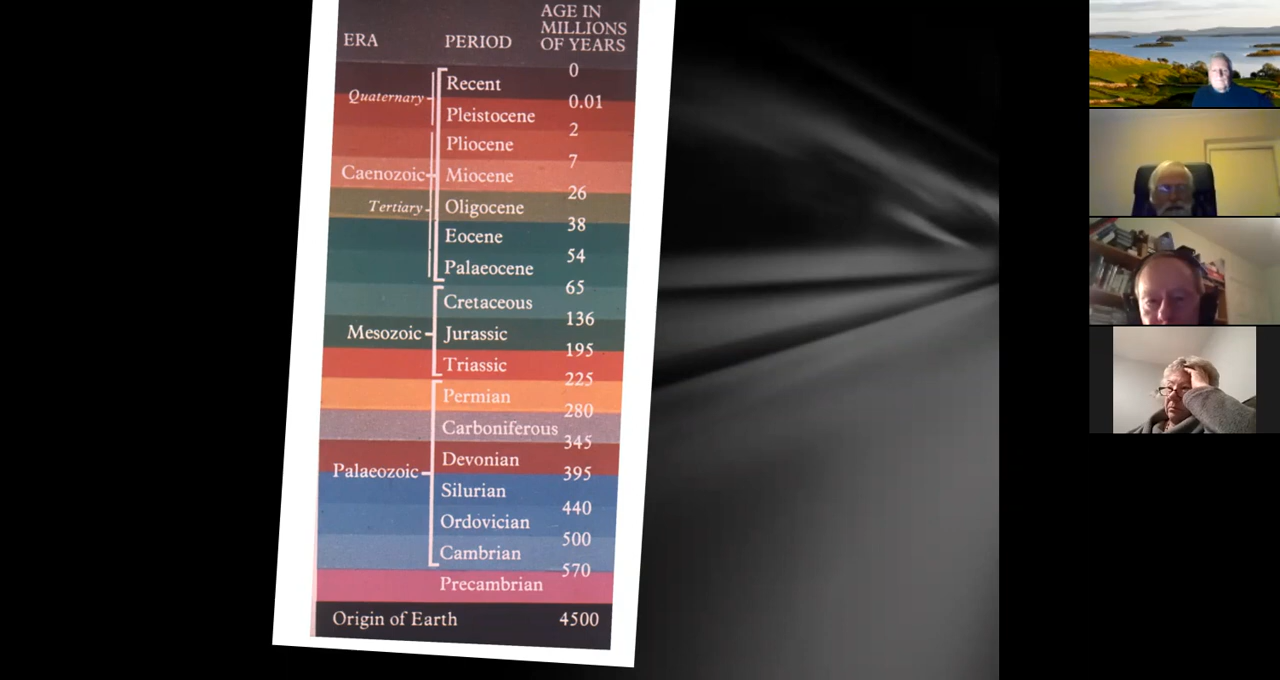 ERA PERIOD AGE IN MILLIONS OF YEARS
0
Recent
Quaternary
0.01
Pleistocene
2
Pliocene
7
Caenozoic Miocene
26
Tertiary Oligocene
38
Eocene
54
Palaeocene
65
Cretaceous
136
Mesozoic Jurassic
195
Triassic
225
Permian
280
Carboniferous
345
Devonian
Palaeozoic 395
Silurian
440
Ordovician
500
Cambrian
570
Precambrian
Origin of Earth 4500